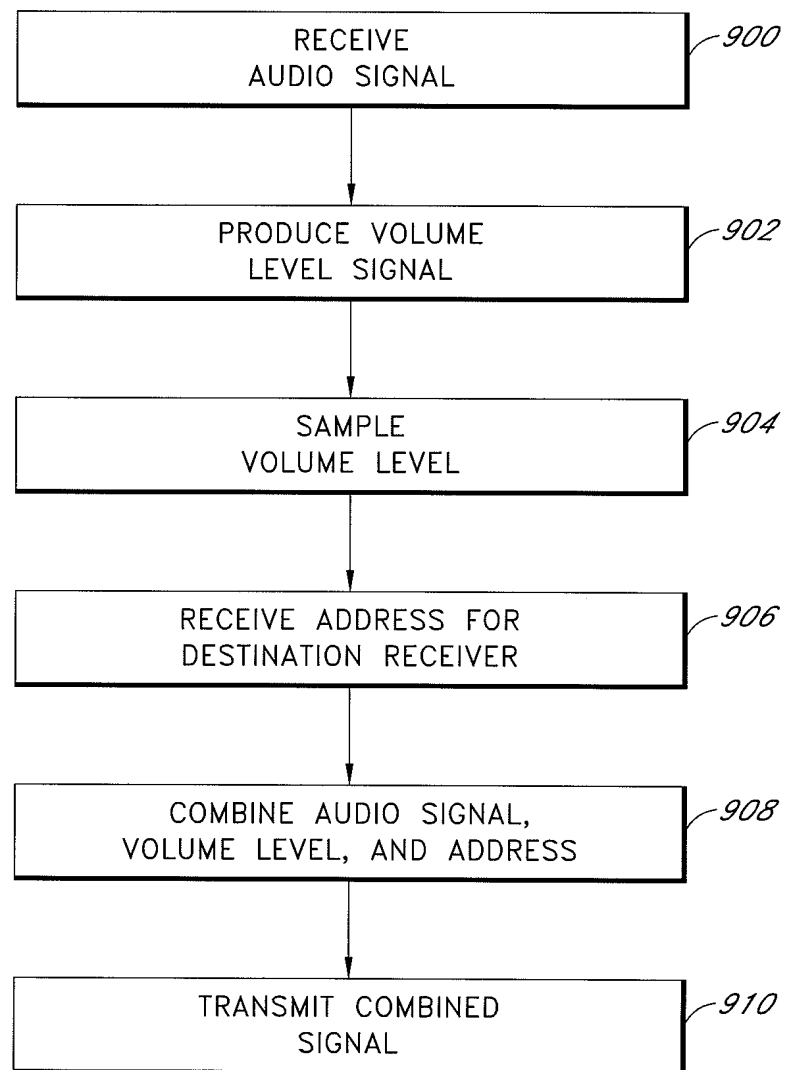 RECEIVE
AUDIO SIGNAL
900
PRODUCE VOLUME
LEVEL SIGNAL
902
SAMPLE
VOLUME LEVEL
904
RECEIVE ADDRESS FOR
DESTINATION RECEIVER
906
COMBINE AUDIO SIGNAL,
VOLUME LEVEL, AND ADDRESS
908
TRANSMIT COMBINED
SIGNAL
910